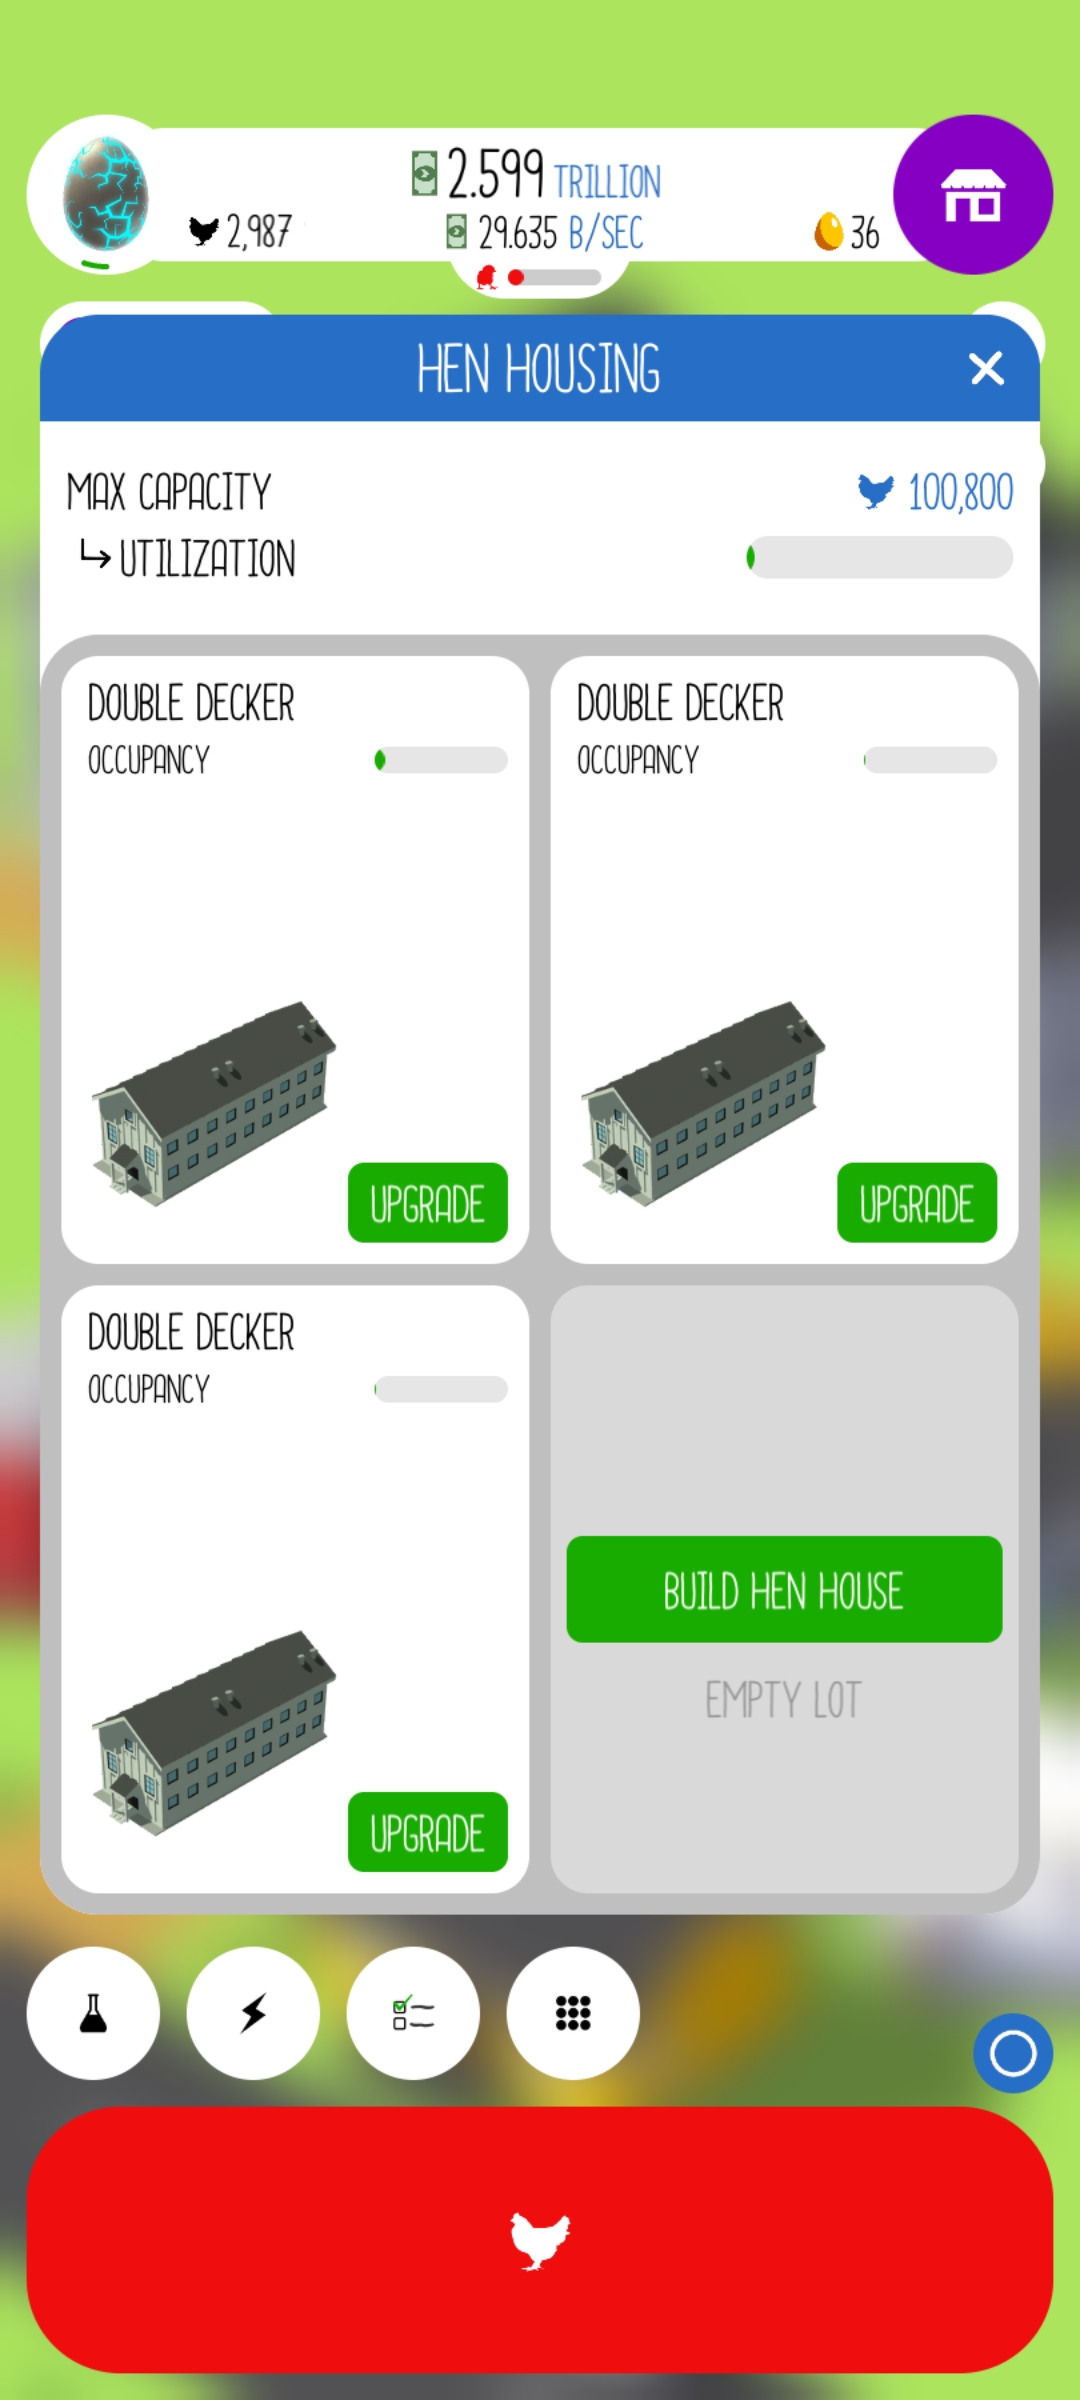 2.599 TRILLION
2,987
29.635 B/SEC
36
HEN HOUSING
MAX CAPACITY
100,800
UTILIZATION
DOUBLE DECKER
OCCUPANCY
UPGRADE
DOUBLE DECKER
OCCUPANCY
UPGRADE
DOUBLE DECKER
OCCUPANCY
UPGRADE
BUILD HEN HOUSE
EMPTY LOT